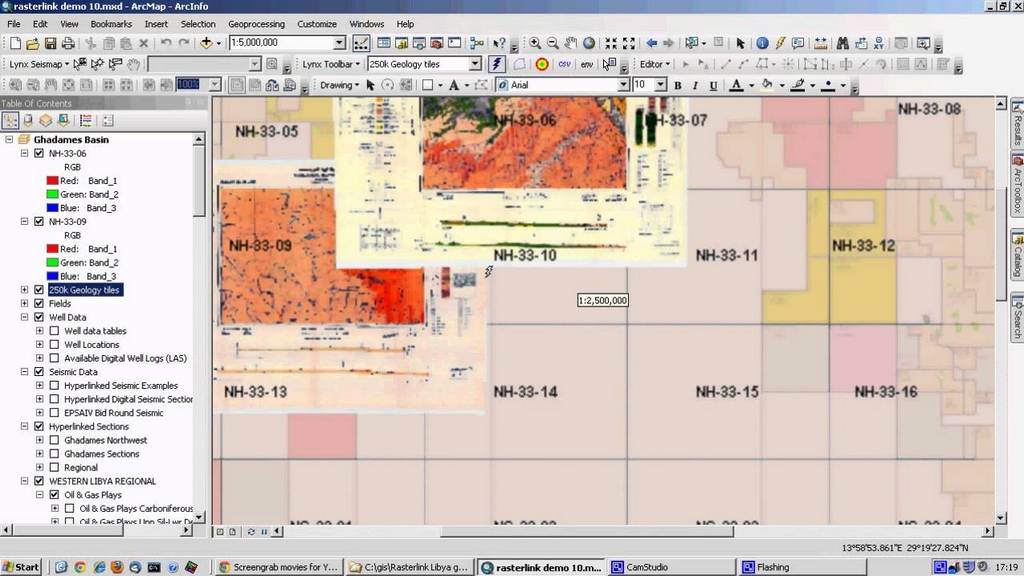 rasterlink demo 10.mxd - ArcMap - ArcInfo
File Edit View Bookmarks Insert Selection Geoprocessing Customize Windows Help
1:5,000,000
Lynx Seismap Lynx Toolbar 250k Geology tiles CSV env Editor
100% Drawing Arial 10 B I U A
Table Of Contents
Ghadames Basin
NH-33-06
RGB
Red: Band_1
Green: Band_2
Blue: Band_3
NH-33-09
RGB
Red: Band_1
Green: Band_2
Blue: Band_3
250k Geology tiles
Fields
Well Data
Well data tables
Well Locations
Available Digital Well Logs (LAS)
Seismic Data
Hyperlinked Seismic Examples
Hyperlinked Digital Seismic Section
EPSAIV Bid Round Seismic
Hyperlinked Sections
Ghadames Northwest
Ghadames Sections
Regional
WESTERN LIBYA REGIONAL
Oil & Gas Plays
Oil & Gas Plays Carboniferous
Oil & Gas Plays Upp Sil-Lwr De
NH-33-05
NH-33-06
NH-33-07
NH-33-08
NH-33-09
NH-33-10
NH-33-11
NH-33-12
1:2,500,000
NH-33-13
NH-33-14
NH-33-15
NH-33-16
Results
ArcToolbox
Catalog
Search
13°58'53.861"E 29°19'27.824"N
Start Screengrab movies for Y... C:\gis\Rasterlink Libya g... rasterlink demo 10.m... CamStudio Flashing 17:19